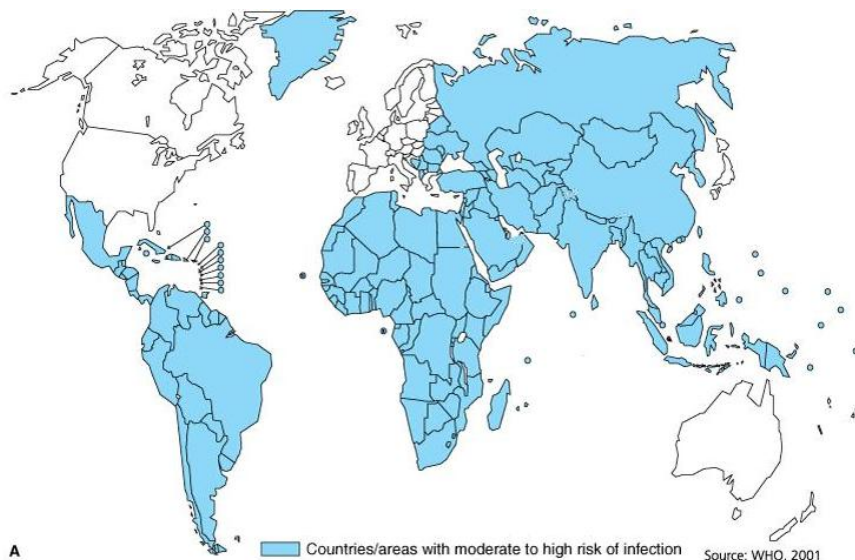 A
Countries/areas with moderate to high risk of infection
Source: WHO, 2001